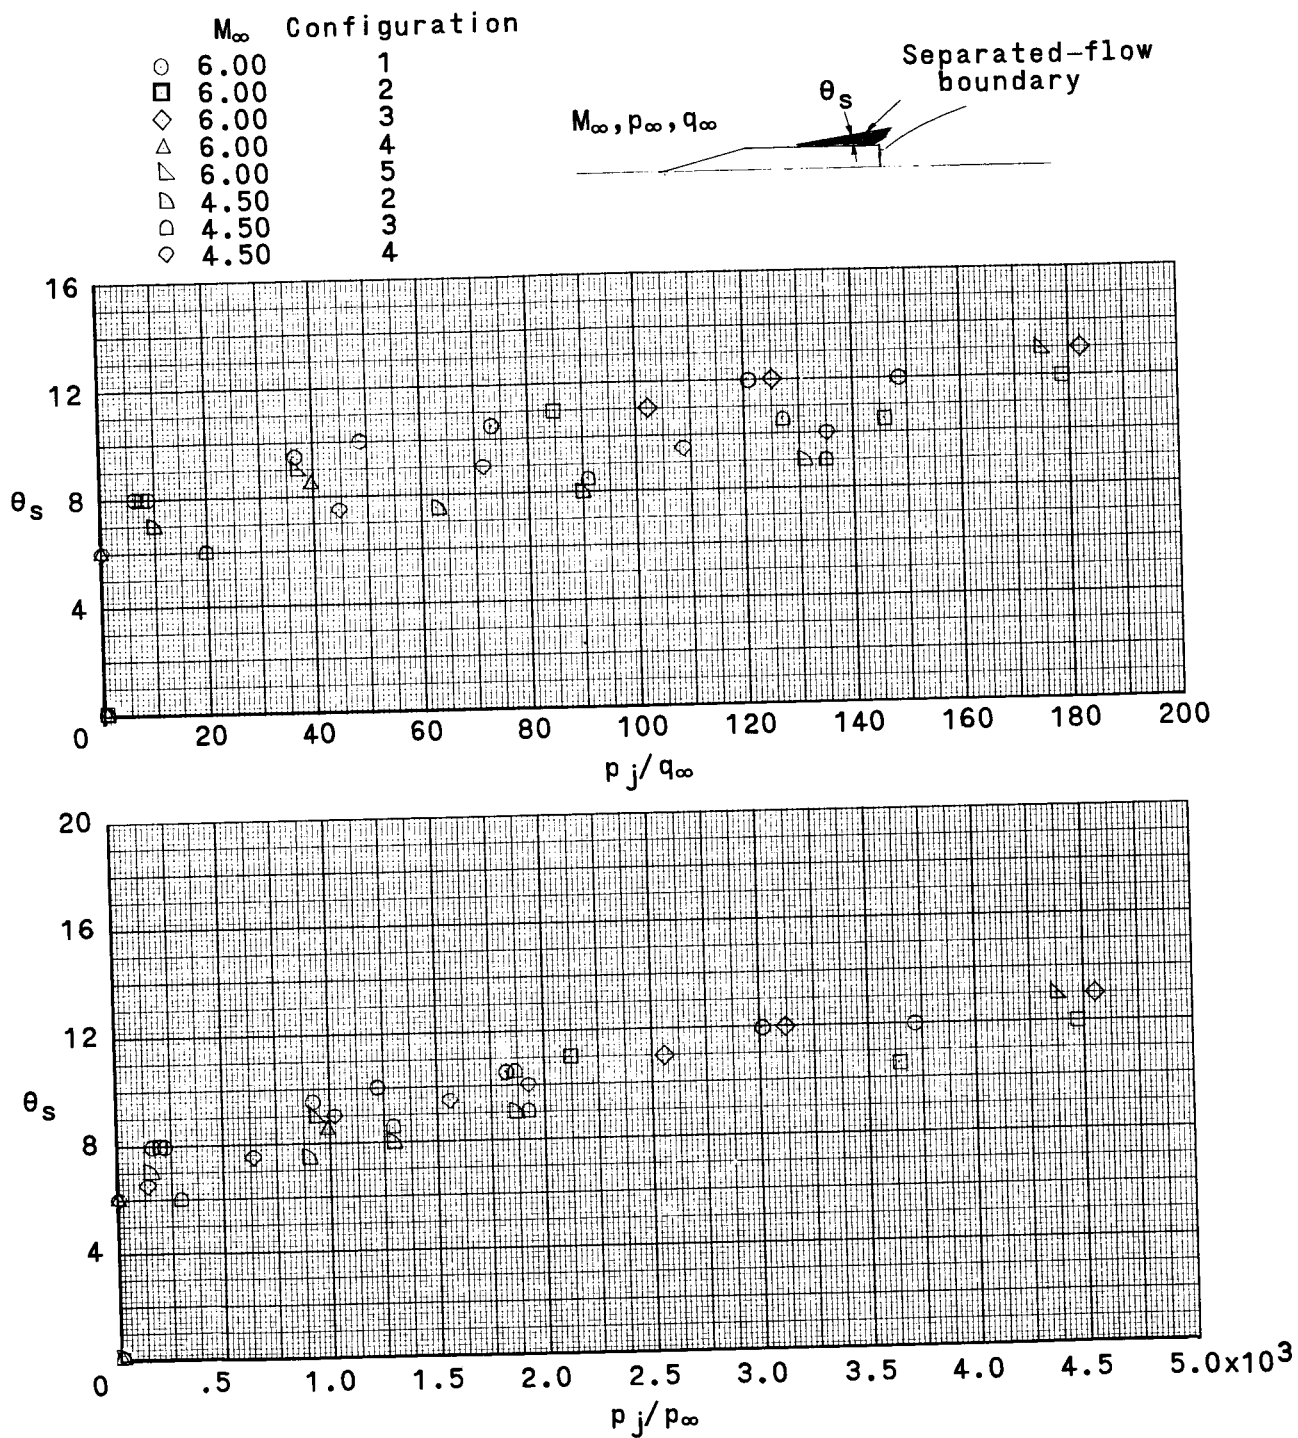 M∞ Configuration
6.00 1
6.00 2
6.00 3
6.00 4
6.00 5
4.50 2
4.50 3
4.50 4
Separated-flow
boundary
θs
M∞, p∞, q∞
16
12
θs 8
4
0 20 40 60 80 100 120 140 160 180 200
p j/q∞
20
16
12
θs
8
4
0 .5 1.0 1.5 2.0 2.5 3.0 3.5 4.0 4.5 5.0x10³
p j/p∞